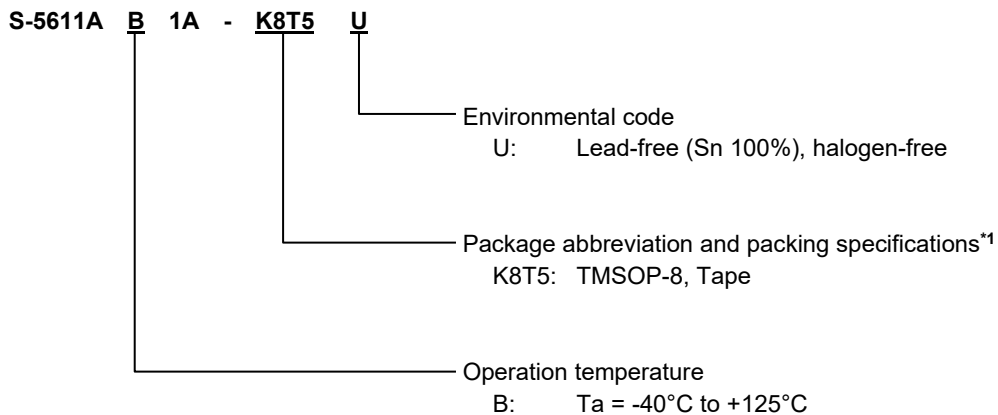 S-5611A B 1A - K8T5 U
Environmental code
U: Lead-free (Sn 100%), halogen-free
Package abbreviation and packing specifications*1
K8T5: TMSOP-8, Tape
Operation temperature
B: Ta = -40°C to +125°C